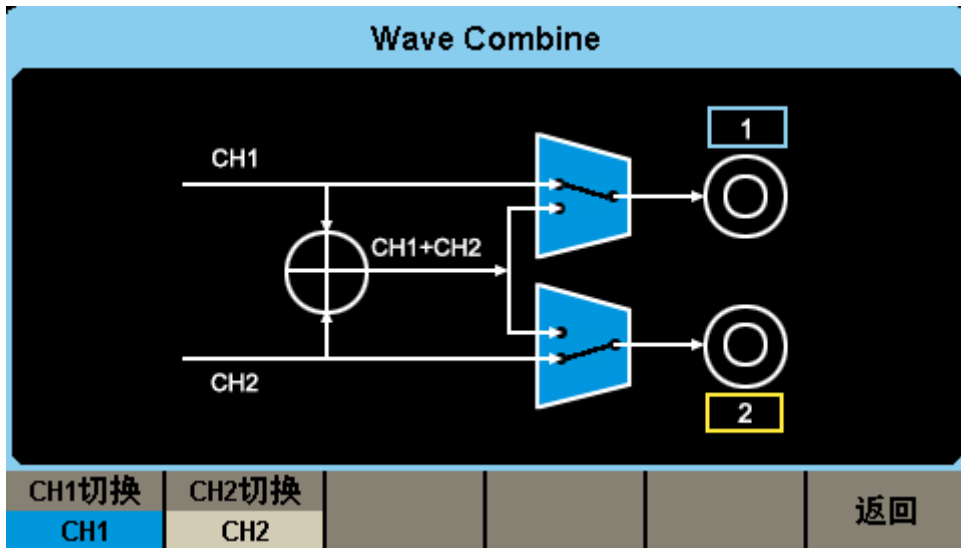 Wave Combine
1
CH1
CH1+CH2
CH2
2
CH1切换 CH2切换
CH1 CH2
返回